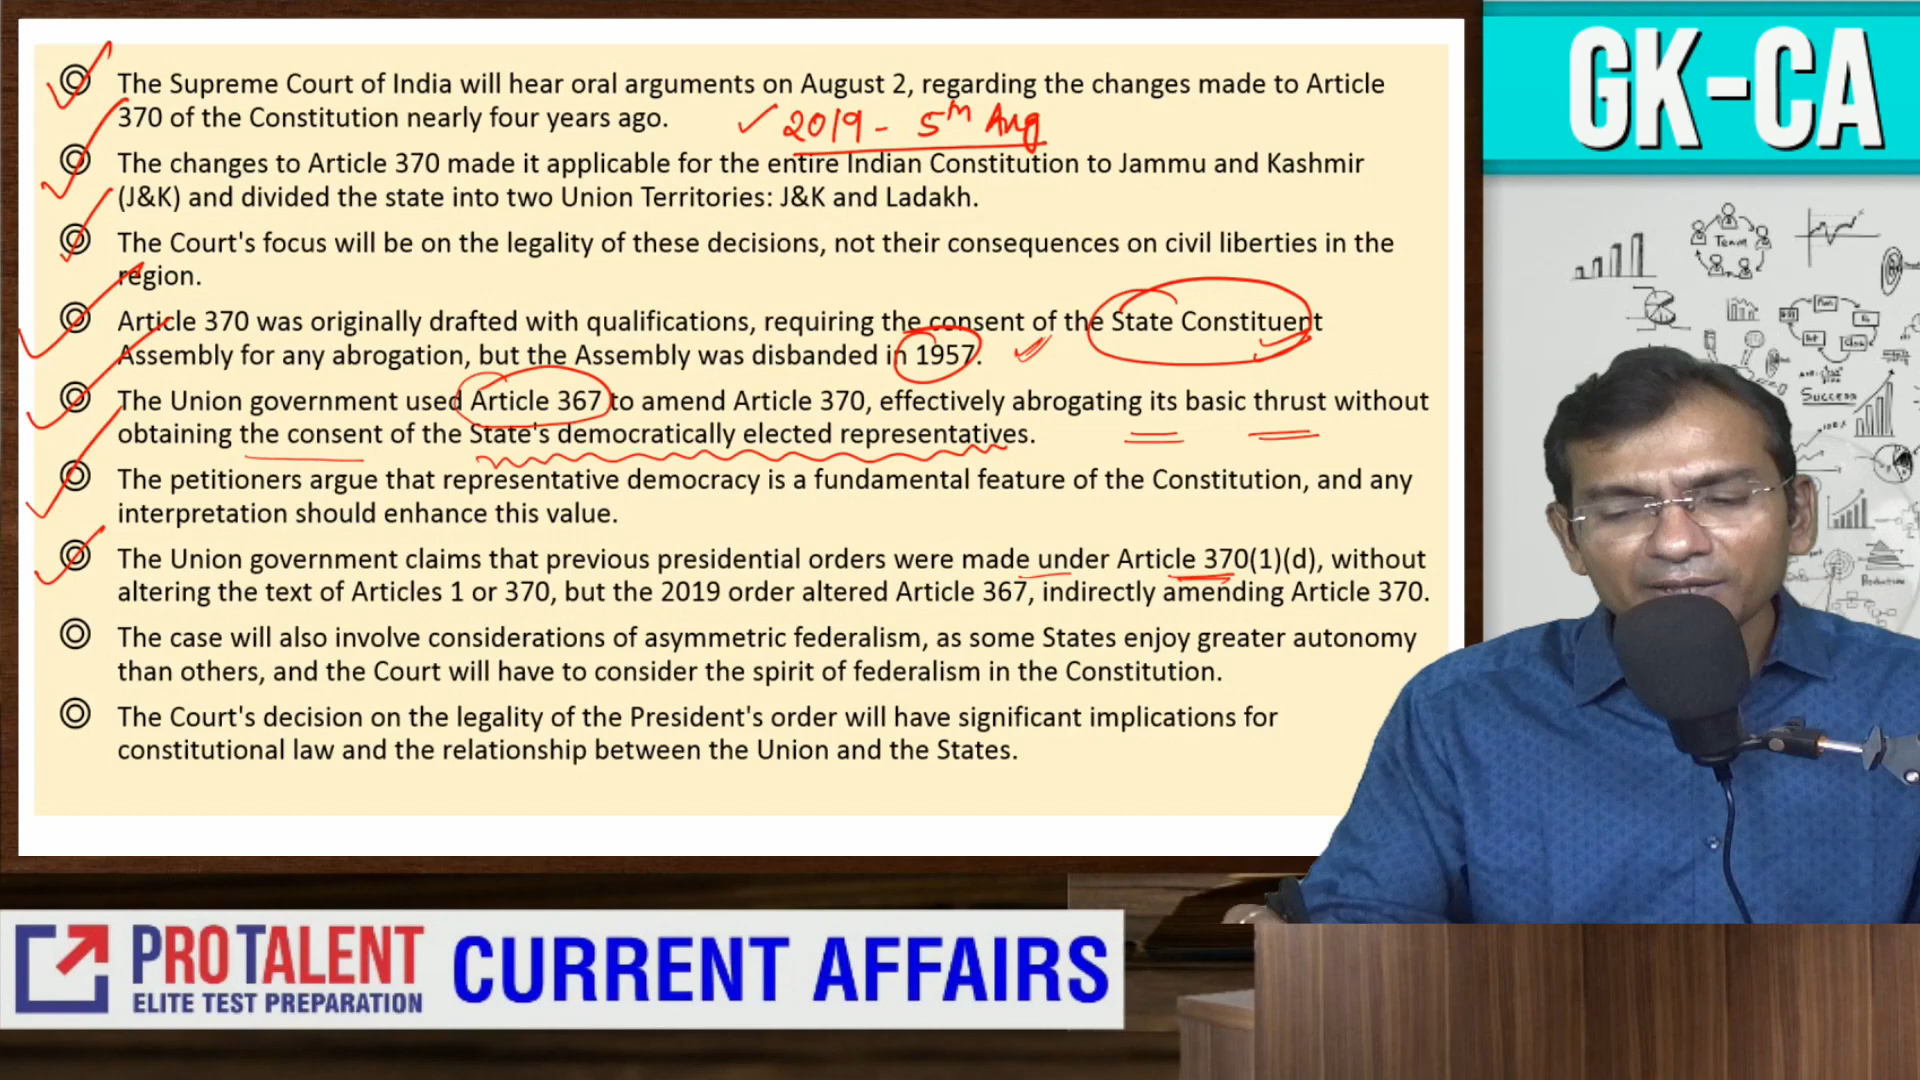 The Supreme Court of India will hear oral arguments on August 2, regarding the changes made to Article
370 of the Constitution nearly four years ago.
2019 - 5th Aug
The changes to Article 370 made it applicable for the entire Indian Constitution to Jammu and Kashmir
(J&K) and divided the state into two Union Territories: J&K and Ladakh.
The Court's focus will be on the legality of these decisions, not their consequences on civil liberties in the
region.
Article 370 was originally drafted with qualifications, requiring the consent of the State Constituent
Assembly for any abrogation, but the Assembly was disbanded in 1957.
The Union government used Article 367 to amend Article 370, effectively abrogating its basic thrust without
obtaining the consent of the State's democratically elected representatives.
The petitioners argue that representative democracy is a fundamental feature of the Constitution, and any
interpretation should enhance this value.
The Union government claims that previous presidential orders were made under Article 370(1)(d), without
altering the text of Articles 1 or 370, but the 2019 order altered Article 367, indirectly amending Article 370.
The case will also involve considerations of asymmetric federalism, as some States enjoy greater autonomy
than others, and the Court will have to consider the spirit of federalism in the Constitution.
The Court's decision on the legality of the President's order will have significant implications for
constitutional law and the relationship between the Union and the States.
GK-CA
Team
Success
PROTALENT
ELITE TEST PREPARATION
CURRENT AFFAIRS